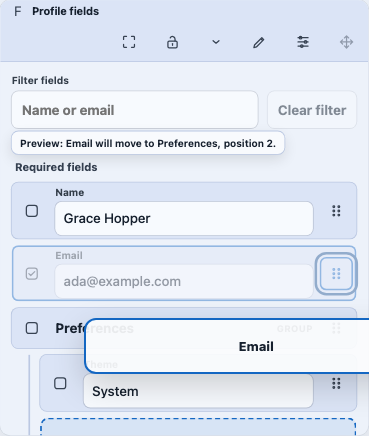 F Profile fields
Filter fields
Name or email
Clear filter
Preview: Email will move to Preferences, position 2.
Required fields
Name
Grace Hopper
Email
ada@example.com
Preferences
GROUP
Email
System